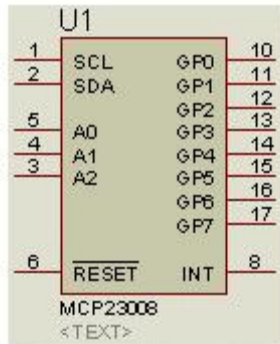 U1
1 SCL GP0 10
2 SDA GP1 11
GP2 12
5 A0 GP3 13
4 A1 GP4 14
3 A2 GP5 15
GP6 16
GP7 17
6 RESET INT 8
MCP23008
<TEXT>